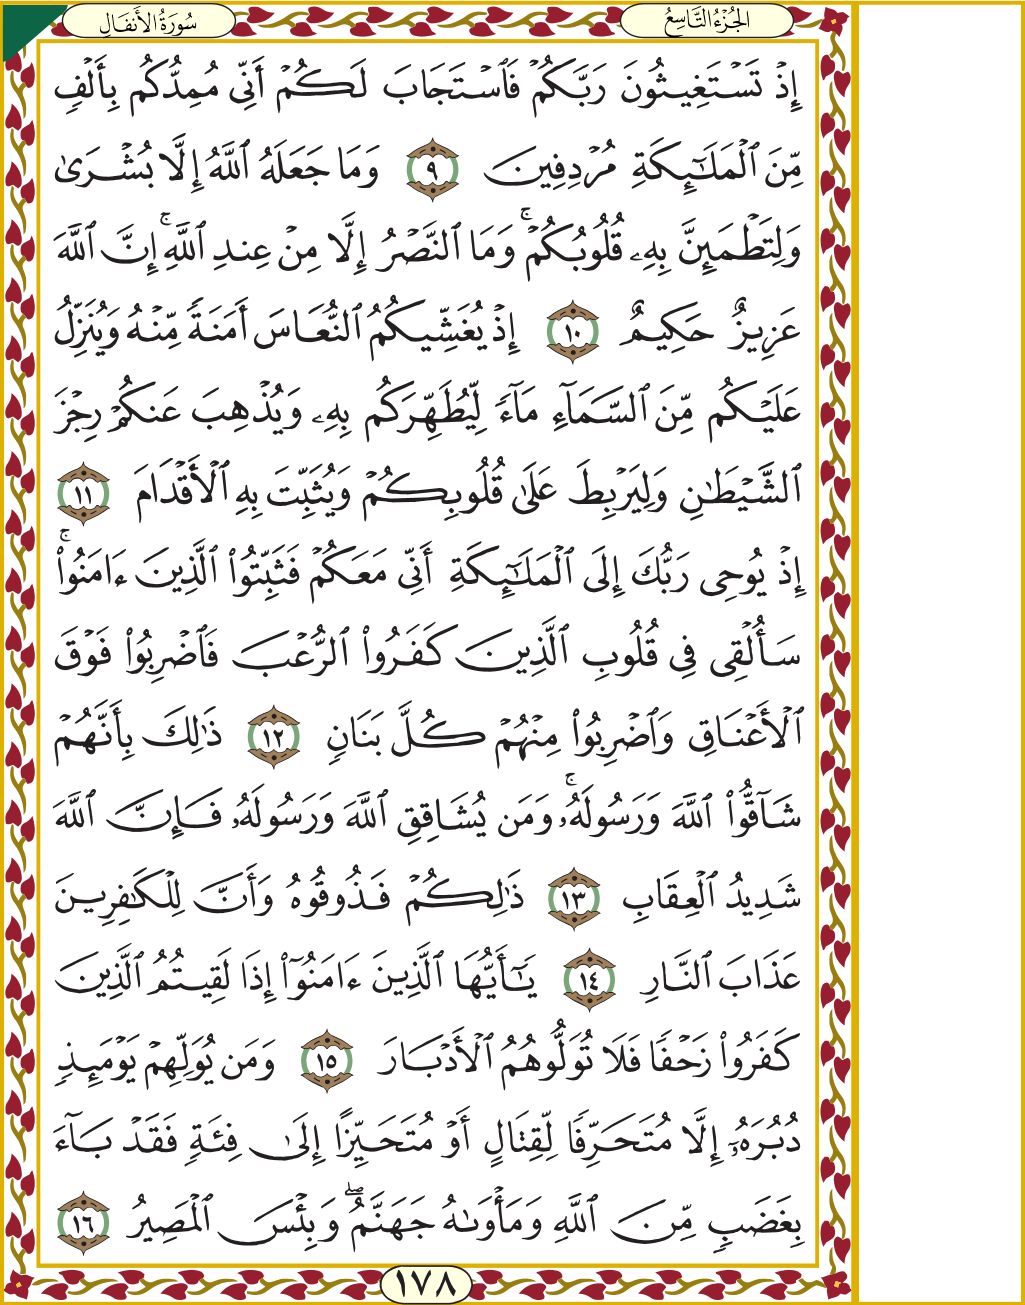 الجُزْءُ التَّاسِعُ
سُورَةُ الأَنفَالِ
إِذْ تَسْتَغِيثُونَ رَبَّكُمْ فَٱسْتَجَابَ لَكُمْ أَنِّى مُمِدُّكُم بِأَلْفٍ
مِّنَ ٱلْمَلَٰٓئِكَةِ مُرْدِفِينَ ٩ وَمَا جَعَلَهُ ٱللَّهُ إِلَّا بُشْرَىٰ
وَلِتَطْمَئِنَّ بِهِۦ قُلُوبُكُمْ ۚ وَمَا ٱلنَّصْرُ إِلَّا مِنْ عِندِ ٱللَّهِ ۚ إِنَّ ٱللَّهَ
عَزِيزٌ حَكِيمٌ ١٠ إِذْ يُغَشِّيكُمُ ٱلنُّعَاسَ أَمَنَةً مِّنْهُ وَيُنَزِّلُ
عَلَيْكُم مِّنَ ٱلسَّمَآءِ مَآءً لِّيُطَهِّرَكُم بِهِۦ وَيُذْهِبَ عَنكُمْ رِجْزَ
ٱلشَّيْطَٰنِ وَلِيَرْبِطَ عَلَىٰ قُلُوبِكُمْ وَيُثَبِّتَ بِهِ ٱلْأَقْدَامَ ١١
إِذْ يُوحِى رَبُّكَ إِلَى ٱلْمَلَٰٓئِكَةِ أَنِّى مَعَكُمْ فَثَبِّتُوا۟ ٱلَّذِينَ ءَامَنُوا۟ ۚ
سَأُلْقِى فِى قُلُوبِ ٱلَّذِينَ كَفَرُوا۟ ٱلرُّعْبَ فَٱضْرِبُوا۟ فَوْقَ
ٱلْأَعْنَاقِ وَٱضْرِبُوا۟ مِنْهُمْ كُلَّ بَنَانٍ ١٢ ذَٰلِكَ بِأَنَّهُمْ
شَآقُّوا۟ ٱللَّهَ وَرَسُولَهُۥ ۚ وَمَن يُشَاقِقِ ٱللَّهَ وَرَسُولَهُۥ فَإِنَّ ٱللَّهَ
شَدِيدُ ٱلْعِقَابِ ١٣ ذَٰلِكُمْ فَذُوقُوهُ وَأَنَّ لِلْكَٰفِرِينَ
عَذَابَ ٱلنَّارِ ١٤ يَٰٓأَيُّهَا ٱلَّذِينَ ءَامَنُوٓا۟ إِذَا لَقِيتُمُ ٱلَّذِينَ
كَفَرُوا۟ زَحْفًا فَلَا تُوَلُّوهُمُ ٱلْأَدْبَارَ ١٥ وَمَن يُوَلِّهِمْ يَوْمَئِذٍ
دُبُرَهُۥٓ إِلَّا مُتَحَرِّفًا لِّقِتَالٍ أَوْ مُتَحَيِّزًا إِلَىٰ فِئَةٍ فَقَدْ بَآءَ
بِغَضَبٍ مِّنَ ٱللَّهِ وَمَأْوَىٰهُ جَهَنَّمُ ۖ وَبِئْسَ ٱلْمَصِيرُ ١٦
١٧٨